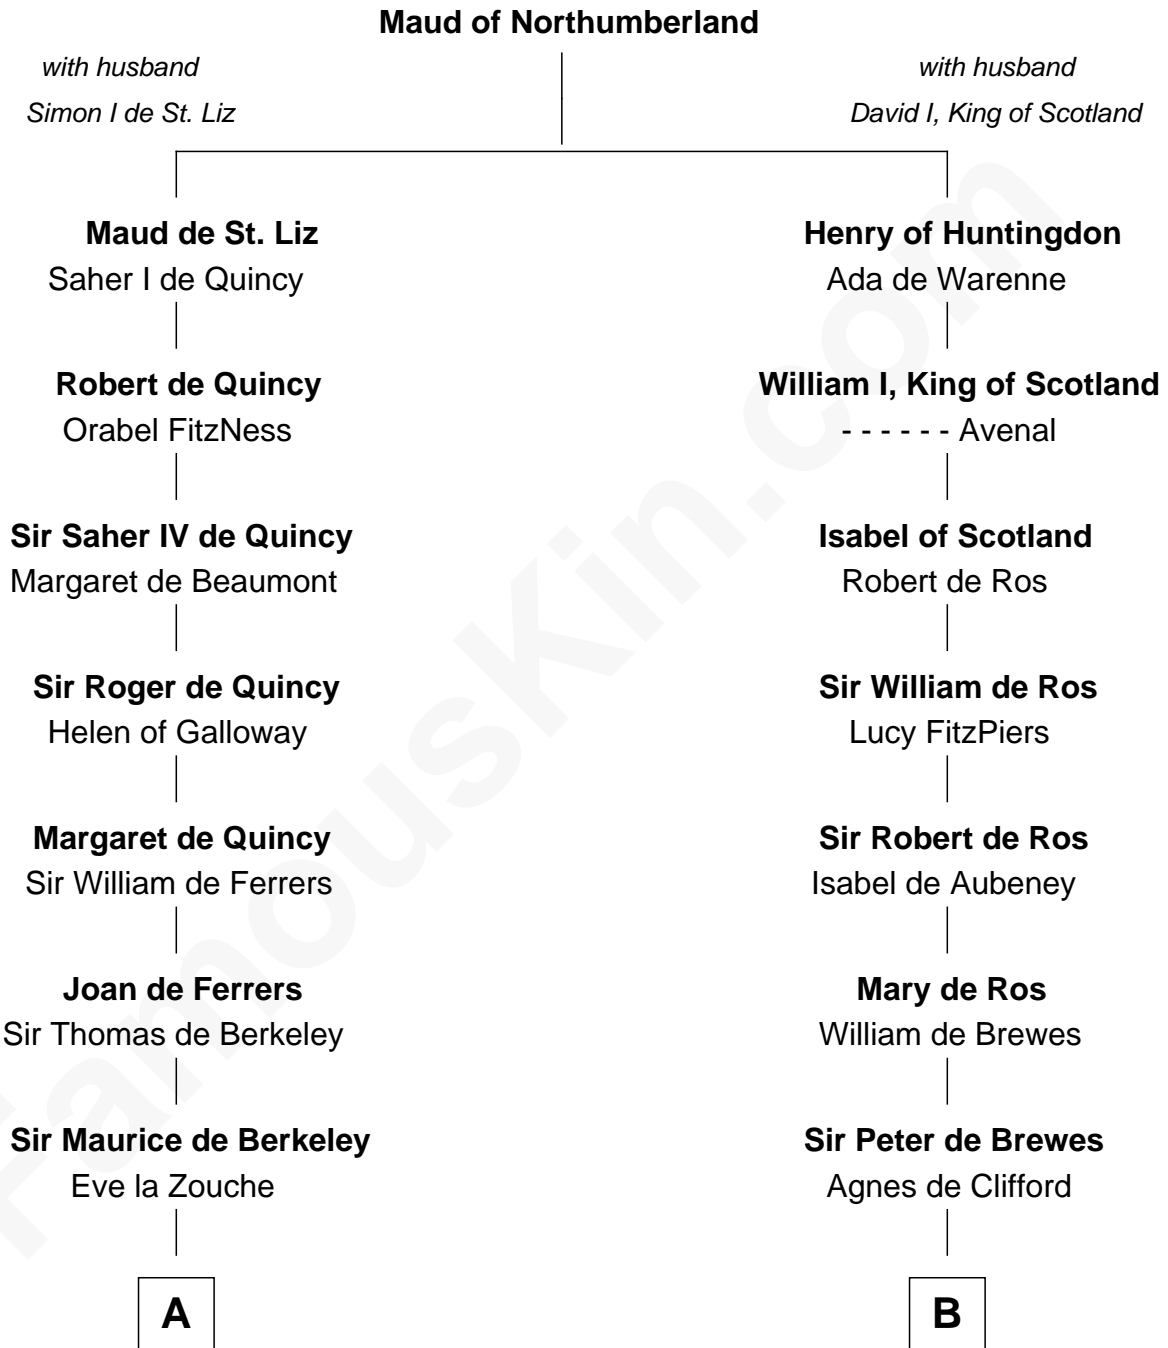 Maud of Northumberland
with husband
Simon I de St. Liz
with husband
David I, King of Scotland
Maud de St. Liz
Saher I de Quincy
Henry of Huntingdon
Ada de Warenne
Robert de Quincy
Orabel FitzNess
William I, King of Scotland
- - - - - - Avenal
Sir Saher IV de Quincy
Margaret de Beaumont
Isabel of Scotland
Robert de Ros
Sir Roger de Quincy
Helen of Galloway
Sir William de Ros
Lucy FitzPiers
Margaret de Quincy
Sir William de Ferrers
Sir Robert de Ros
Isabel de Aubeney
Joan de Ferrers
Sir Thomas de Berkeley
Mary de Ros
William de Brewes
Sir Maurice de Berkeley
Eve la Zouche
Sir Peter de Brewes
Agnes de Clifford
A
B
FamousKin.com